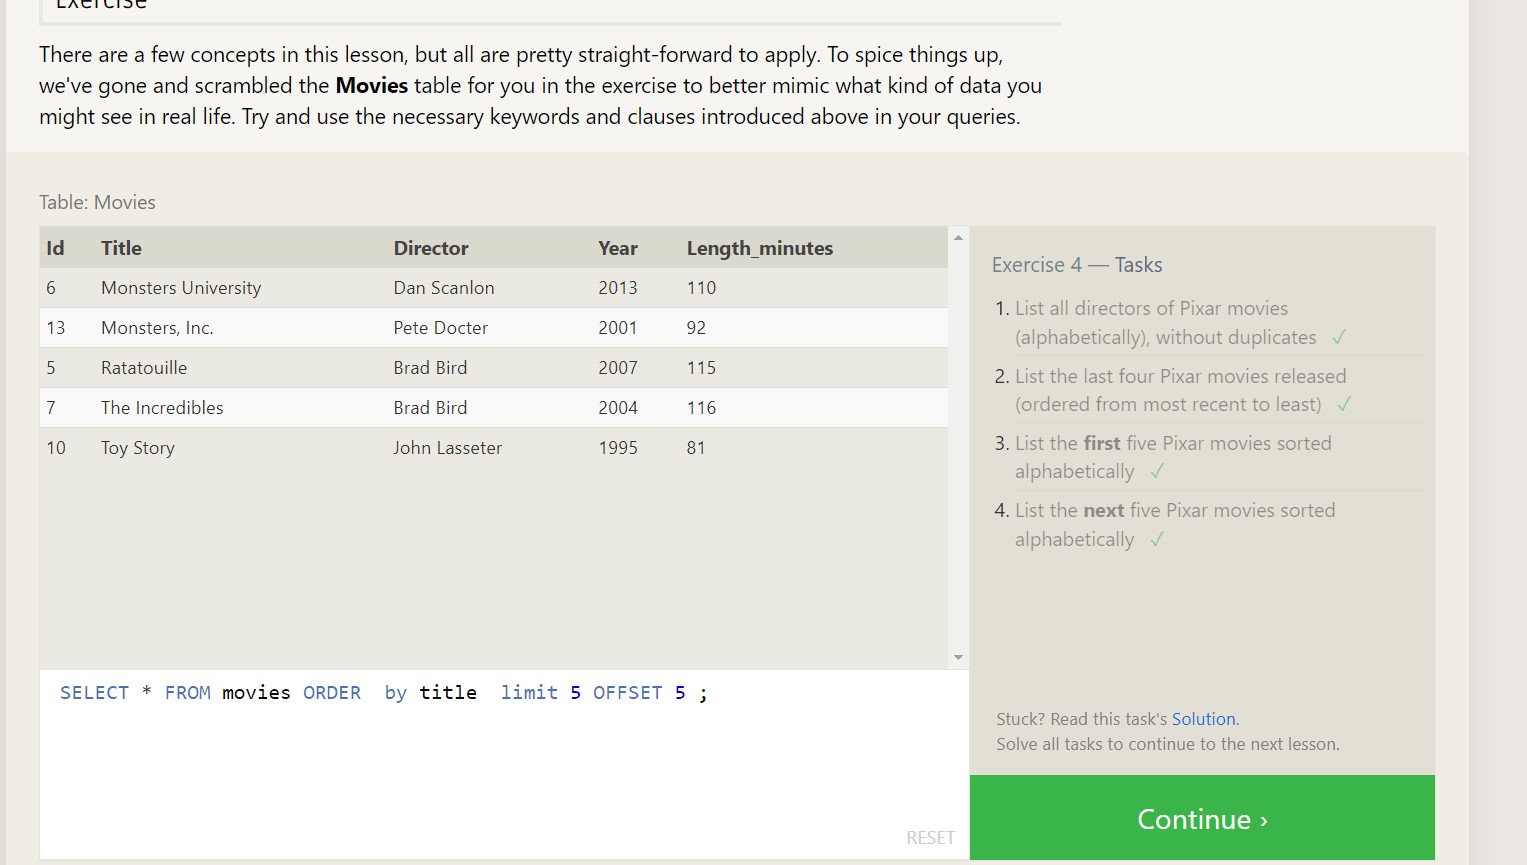 Exercise
There are a few concepts in this lesson, but all are pretty straight-forward to apply. To spice things up,
we've gone and scrambled the Movies table for you in the exercise to better mimic what kind of data you
might see in real life. Try and use the necessary keywords and clauses introduced above in your queries.
Table: Movies
Id Title Director Year Length_minutes
6 Monsters University Dan Scanlon 2013 110
13 Monsters, Inc. Pete Docter 2001 92
5 Ratatouille Brad Bird 2007 115
7 The Incredibles Brad Bird 2004 116
10 Toy Story John Lasseter 1995 81
SELECT * FROM movies ORDER  by title  limit 5 OFFSET 5 ;
RESET
Exercise 4 — Tasks
1. List all directors of Pixar movies
(alphabetically), without duplicates ✓
2. List the last four Pixar movies released
(ordered from most recent to least) ✓
3. List the first five Pixar movies sorted
alphabetically ✓
4. List the next five Pixar movies sorted
alphabetically ✓
Stuck? Read this task's Solution.
Solve all tasks to continue to the next lesson.
Continue ›